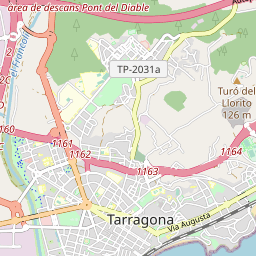 àrea de descans Pont del Diable
el Francolí
TP-2031a
Turó del
Llorito
126 m
2C
1160
1161
1162
1164
1163
Tarragona
Via Augusta